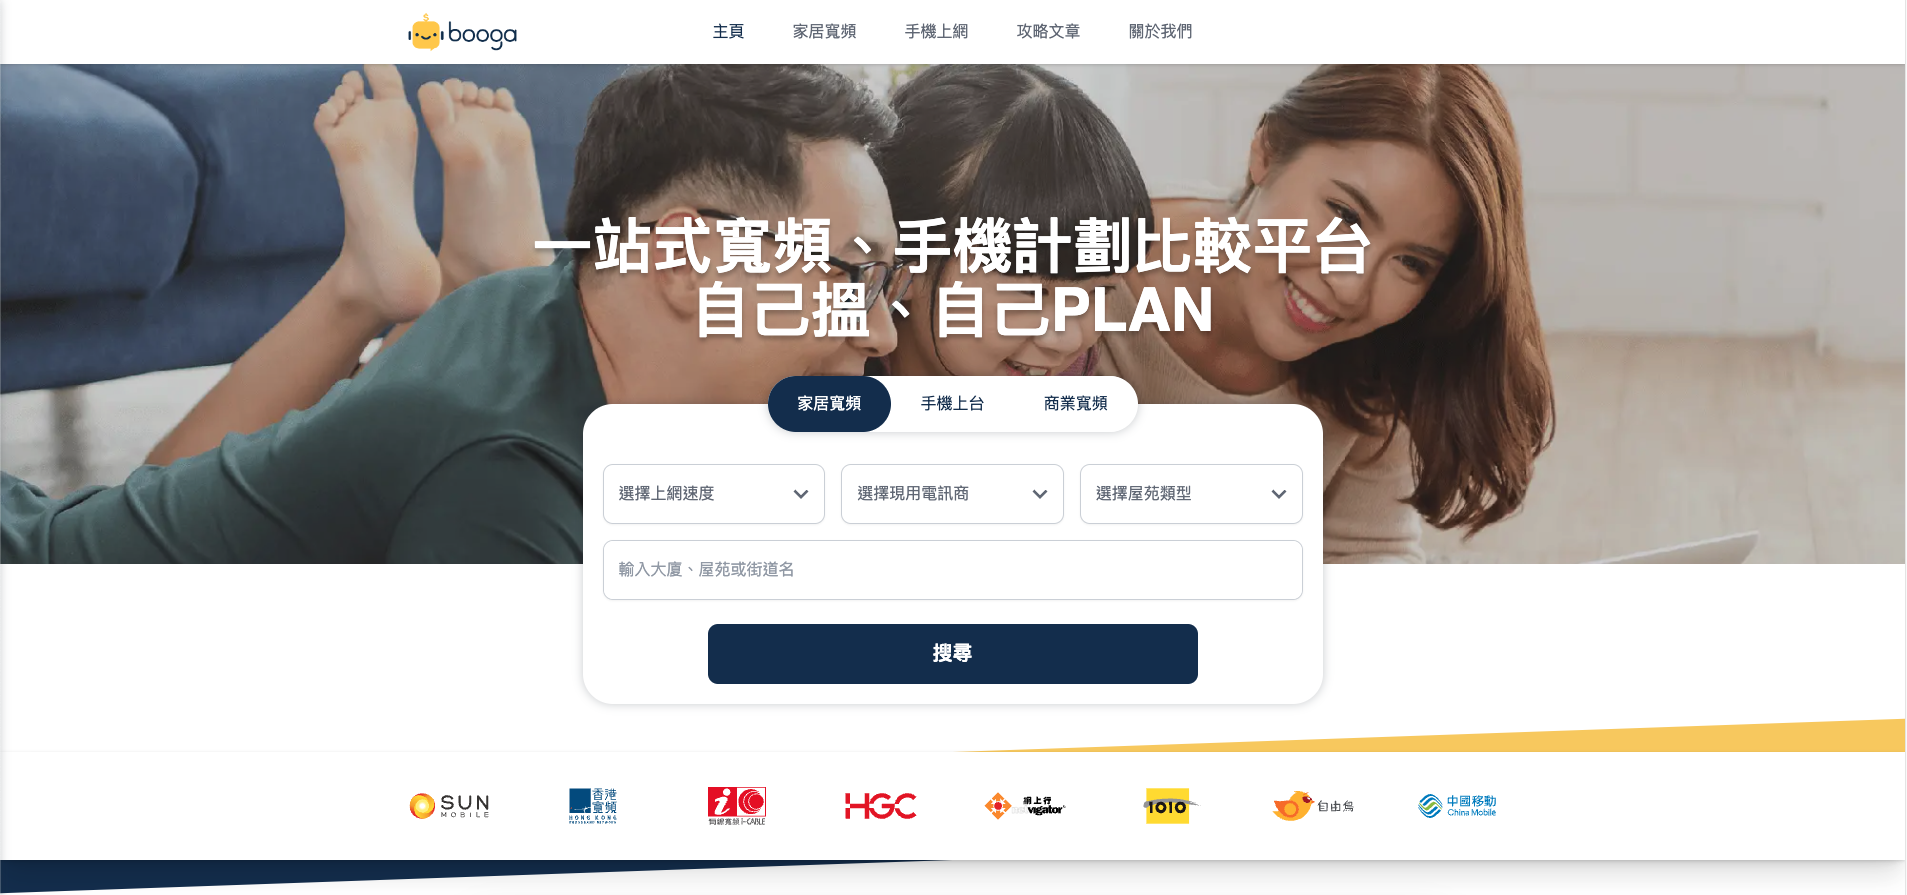 booga
主頁
家居寬頻
手機上網
攻略文章
關於我們
一站式寬頻、手機計劃比較平台
自己搵、自己PLAN
家居寬頻
手機上台
商業寬頻
選擇上網速度
選擇現用電訊商
選擇屋苑類型
輸入大廈、屋苑或街道名
搜尋
SUN
MOBILE
香港
寬頻
HONG KONG
BROADBAND NETWORK
有線寬頻 i-CABLE
HGC
網上行
vigator
1010
自由鳥
中國移動
China Mobile